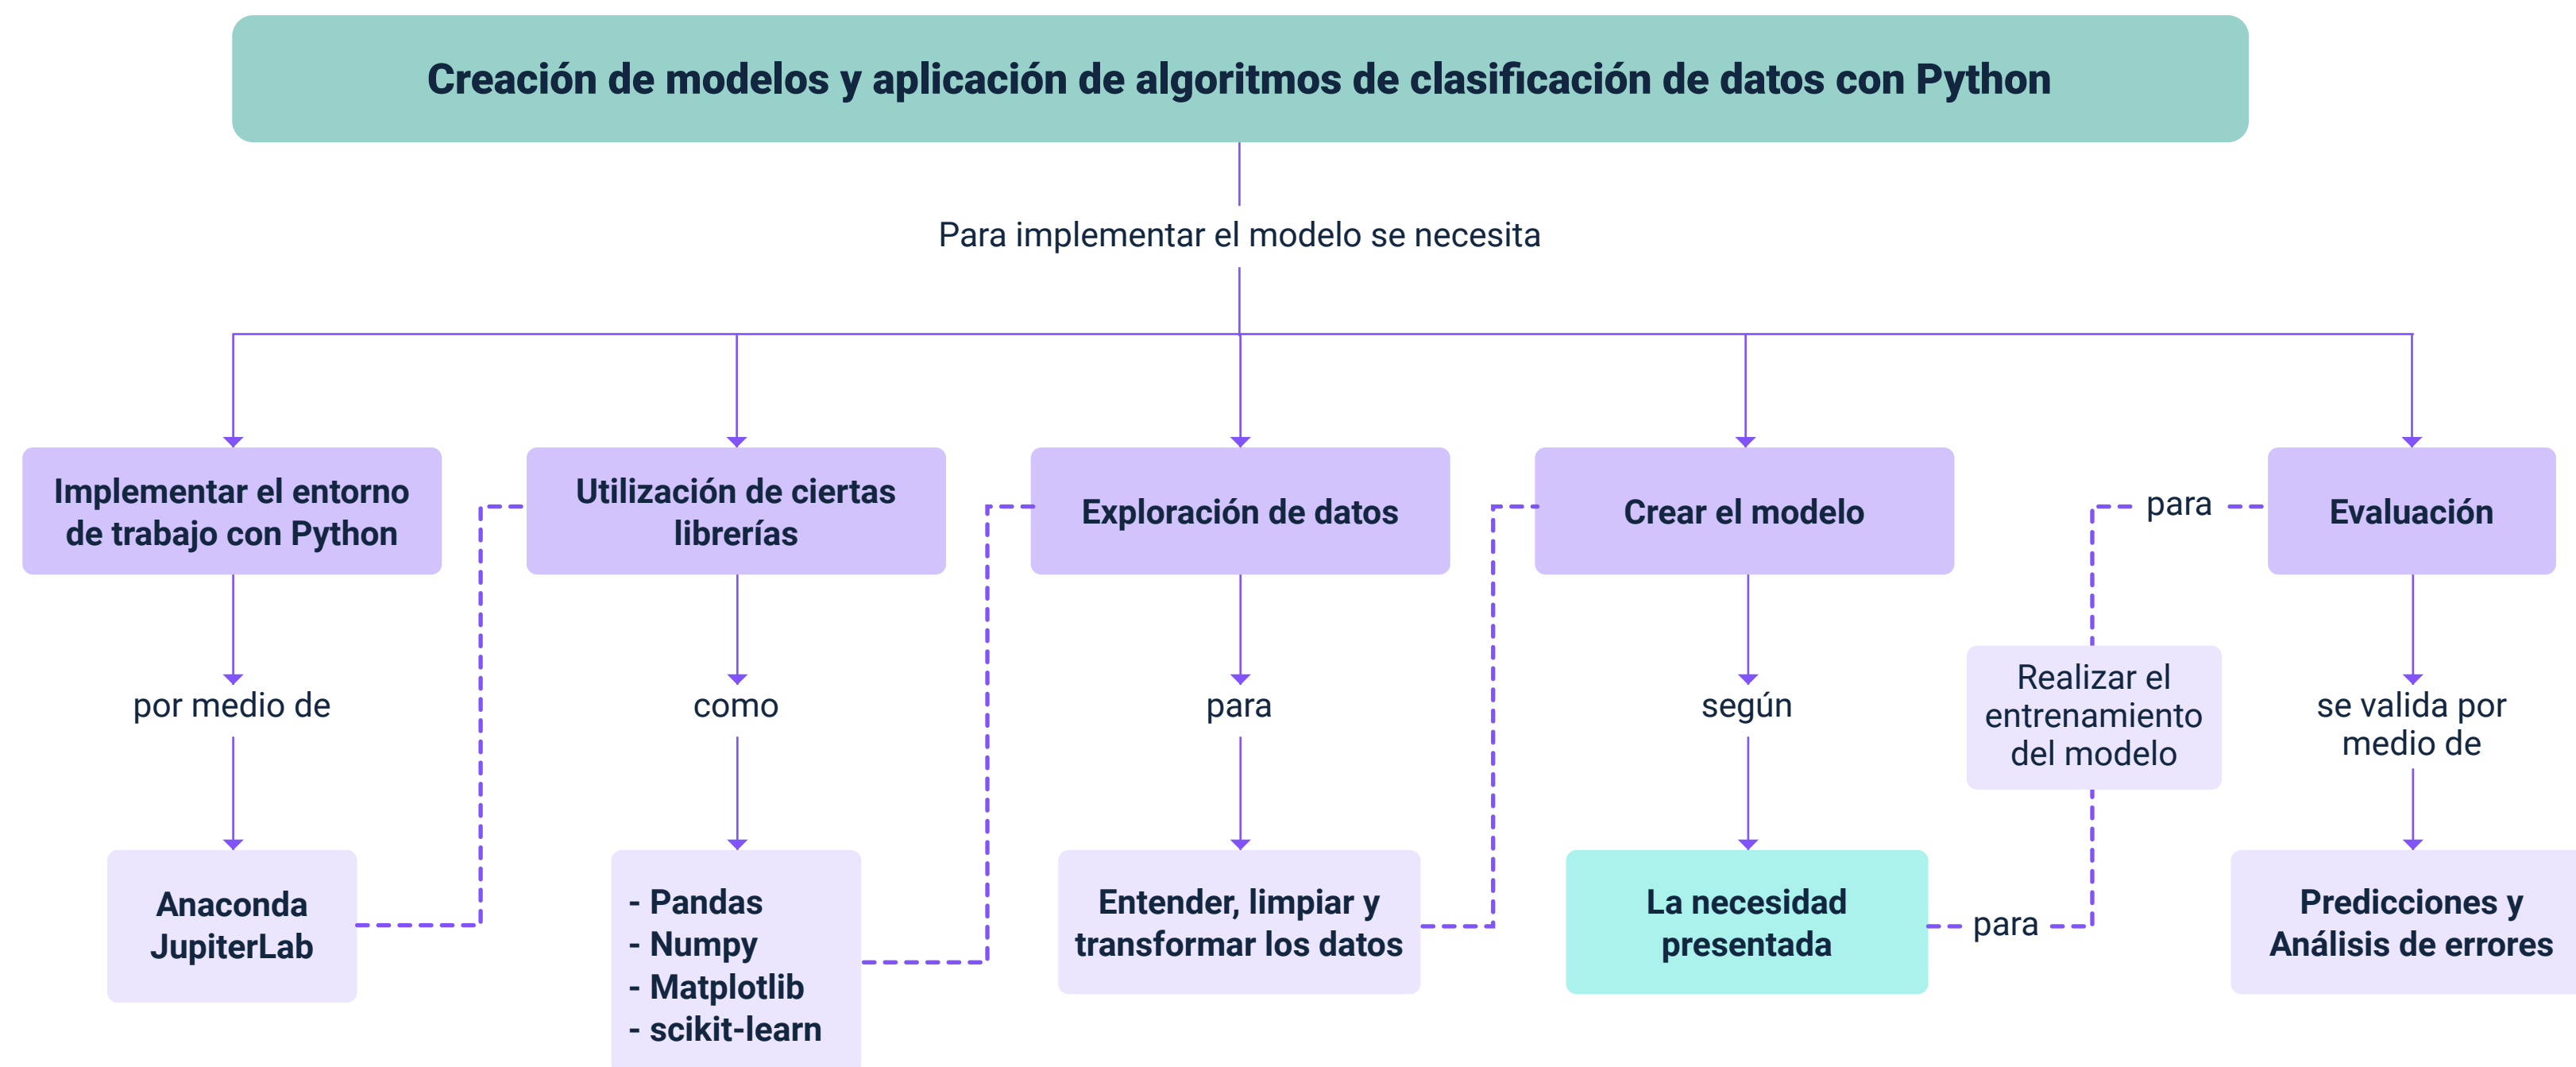 Creación de modelos y aplicación de algoritmos de clasificación de datos con Python
Para implementar el modelo se necesita
Implementar el entorno
de trabajo con Python
Utilización de ciertas
librerías
Exploración de datos
Crear el modelo
para
Evaluación
por medio de
como
para
según
Realizar el
entrenamiento
del modelo
se valida por
medio de
Anaconda
JupiterLab
- Pandas
- Numpy
- Matplotlib
- scikit-learn
Entender, limpiar y
transformar los datos
La necesidad
presentada
para
Predicciones y
Análisis de errores